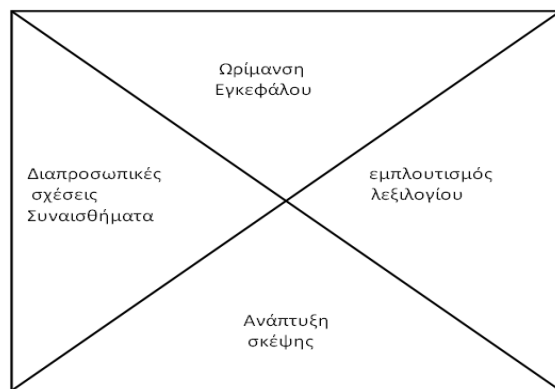 Ωρίμανση
Εγκεφάλου
Διαπροσωπικές
σχέσεις
Συναισθήματα
εμπλουτισμός
λεξιλογίου
Ανάπτυξη
σκέψης